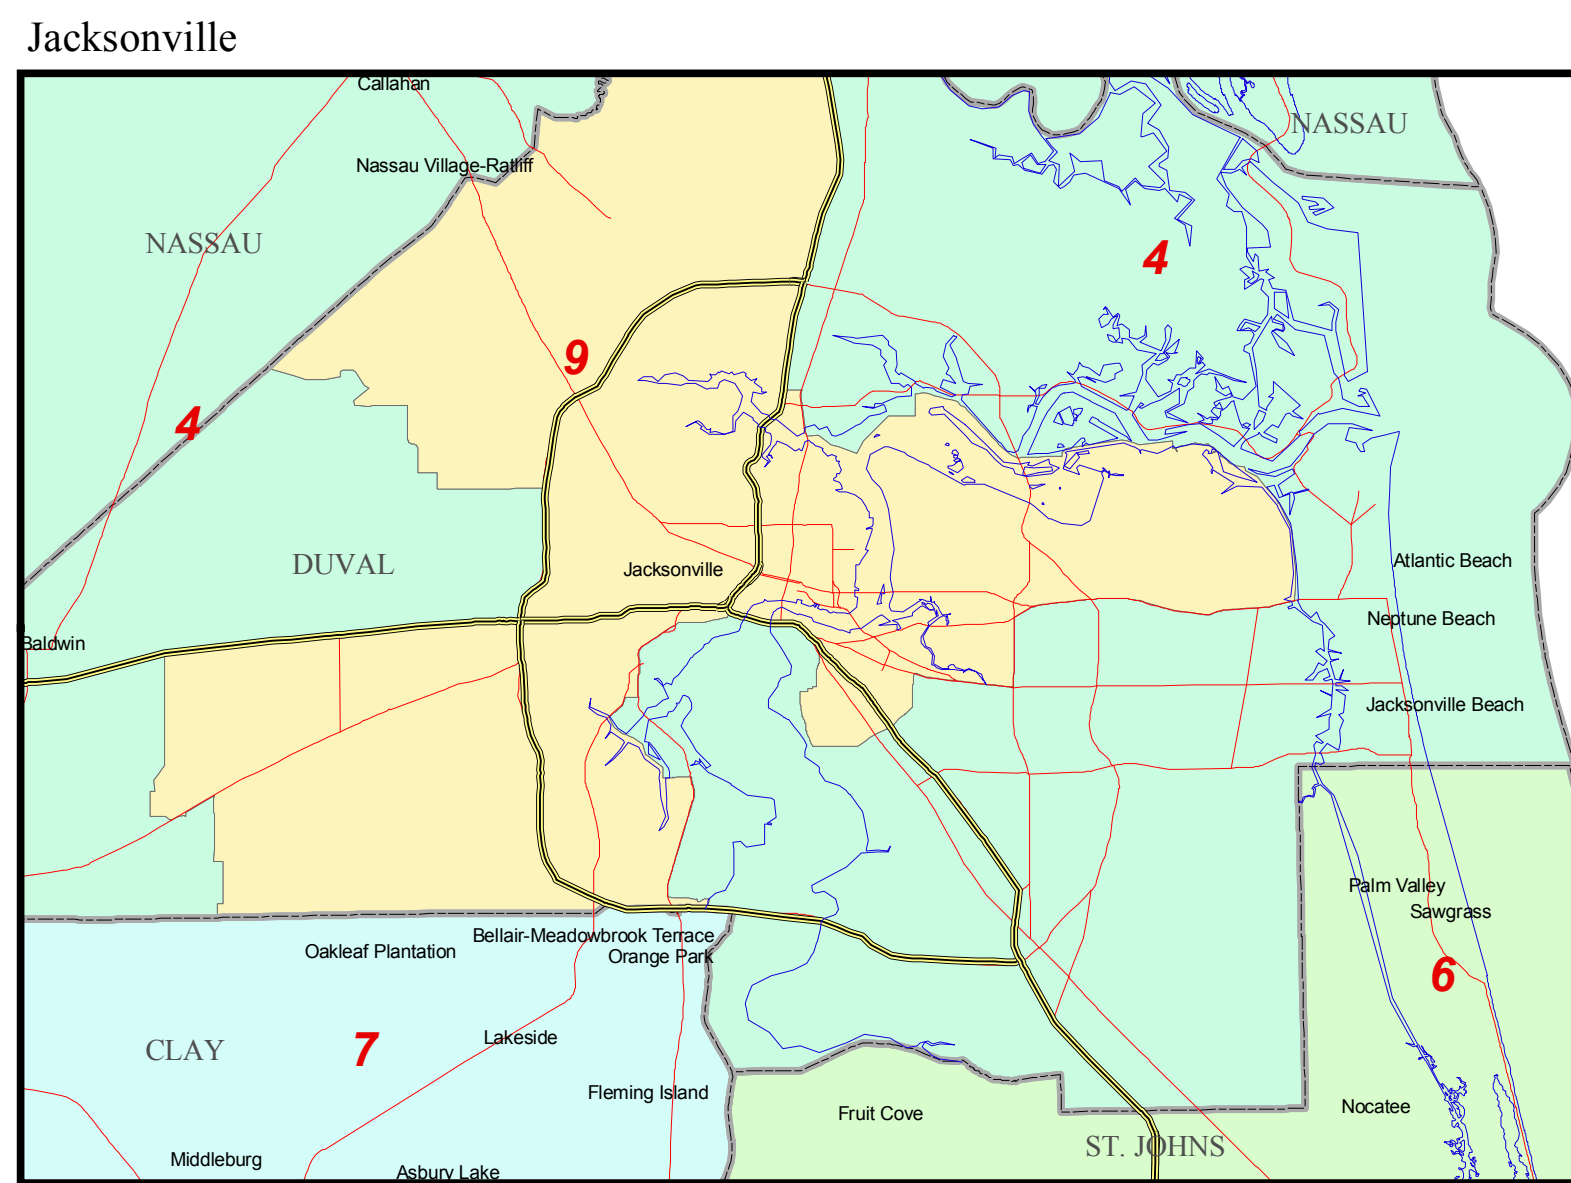 Jacksonville
Callahan
NASSAU
Nassau Village-Ratliff
NASSAU
4
9
4
Atlantic Beach
DUVAL
Jacksonville
Neptune Beach
Baldwin
Jacksonville Beach
Palm Valley
Sawgrass
Bellair-Meadowbrook Terrace
Oakleaf Plantation
Orange Park
6
Lakeside
CLAY
7
Fleming Island
Nocatee
Fruit Cove
ST. JOHNS
Middleburg
Asbury Lake